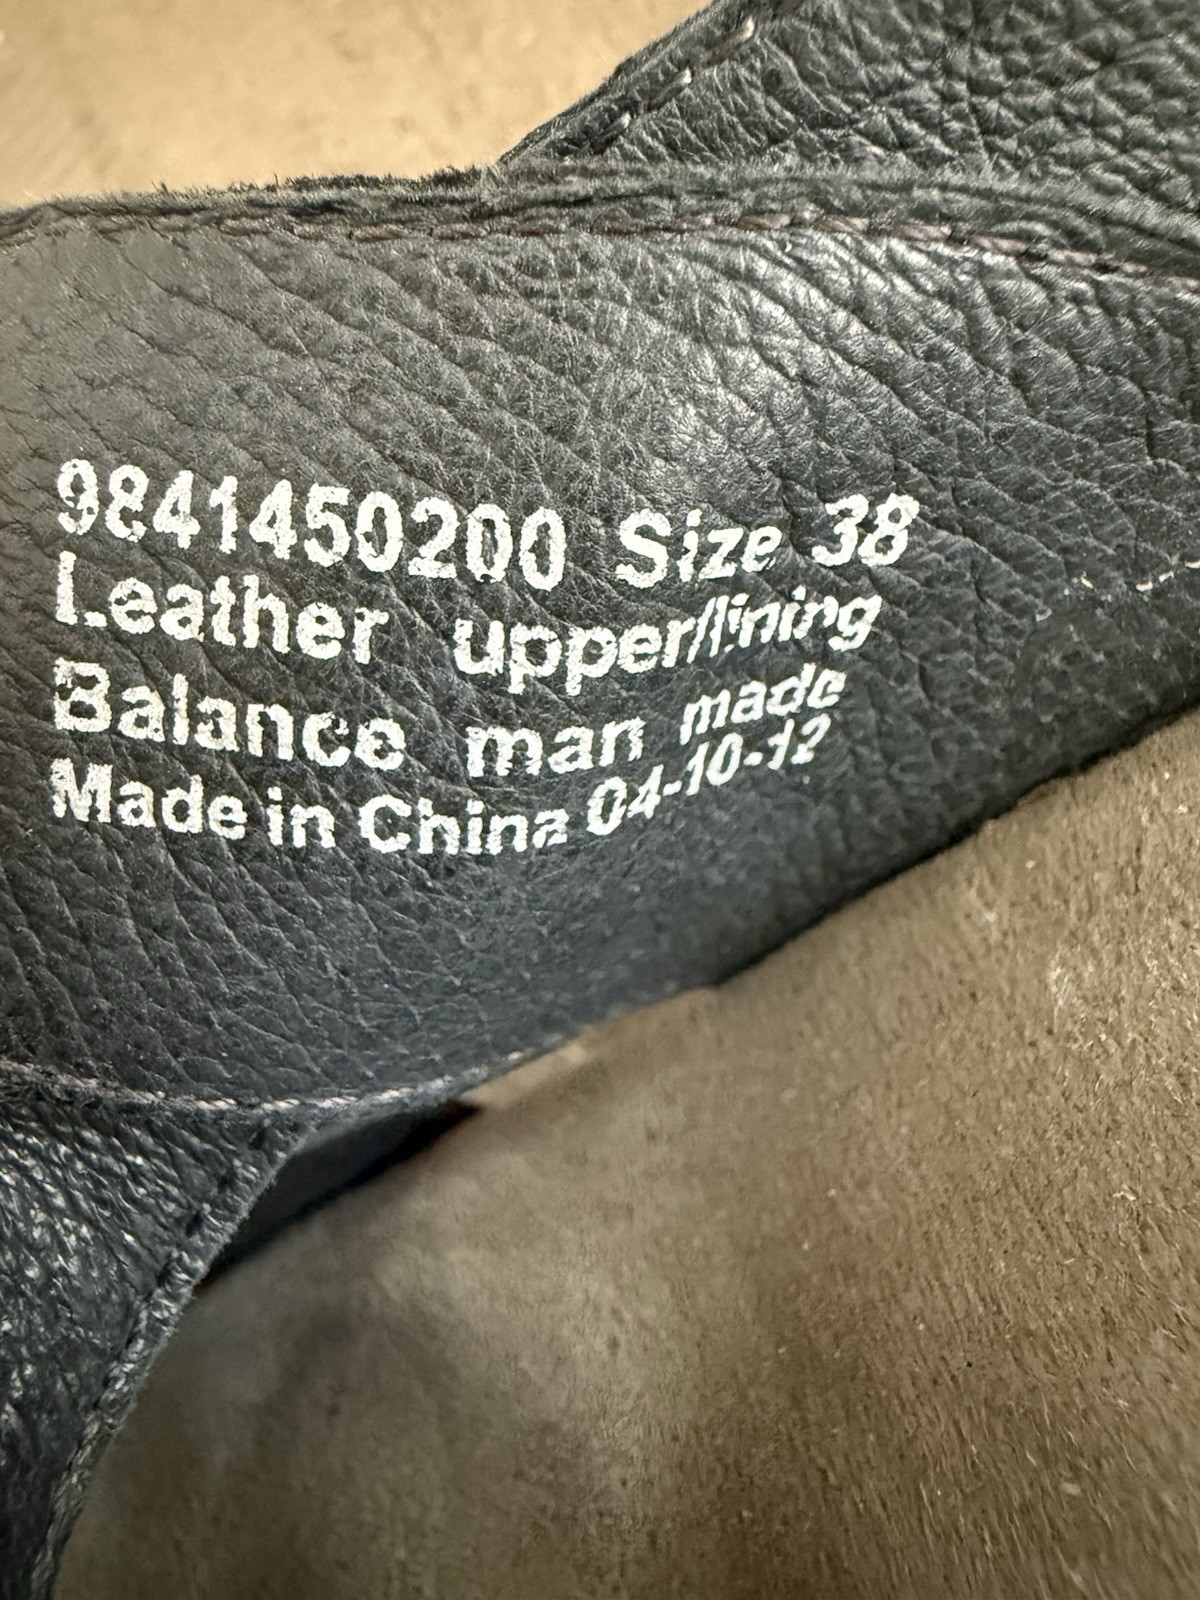 9841450200 Size 38
Leather upper/lining
Balance man made
Made in China 04-10-12